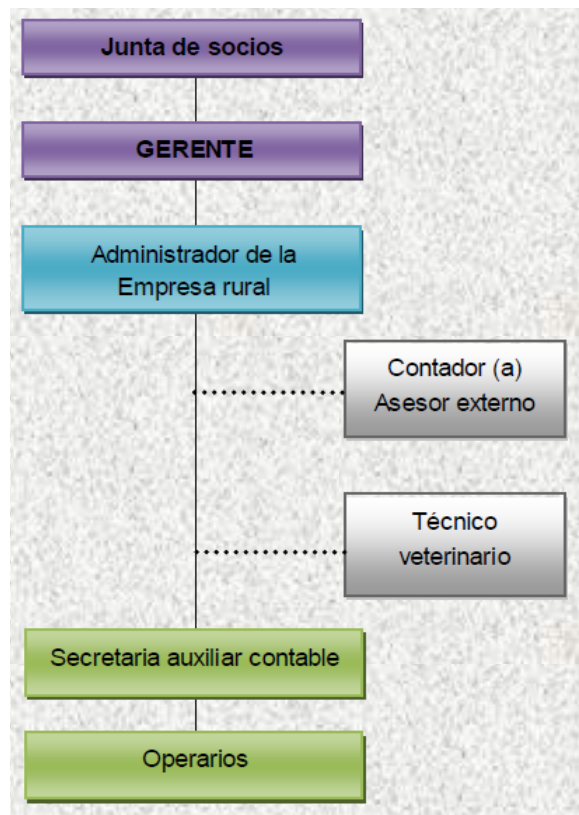 Junta de socios
GERENTE
Administrador de la
Empresa rural
Contador (a)
Asesor externo
Técnico
veterinario
Secretaria auxiliar contable
Operarios